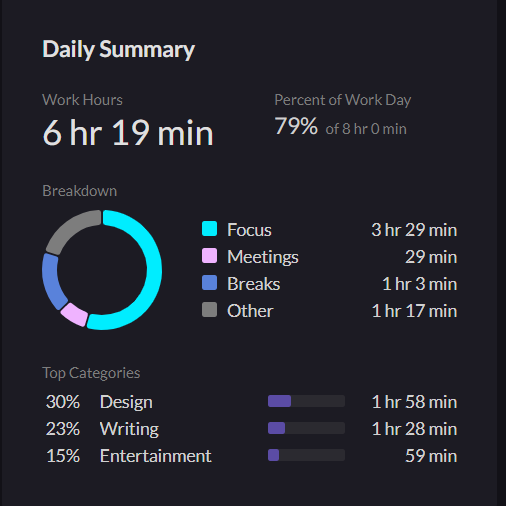 Daily Summary
Work Hours
Percent of Work Day
6 hr 19 min
79% of 8 hr 0 min
Breakdown
Focus 3 hr 29 min
Meetings 29 min
Breaks 1 hr 3 min
Other 1 hr 17 min
Top Categories
30% Design 1 hr 58 min
23% Writing 1 hr 28 min
15% Entertainment 59 min